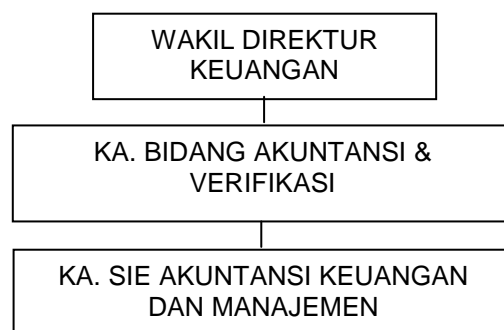 WAKIL DIREKTUR
KEUANGAN
KA. BIDANG AKUNTANSI &
VERIFIKASI
KA. SIE AKUNTANSI KEUANGAN
DAN MANAJEMEN